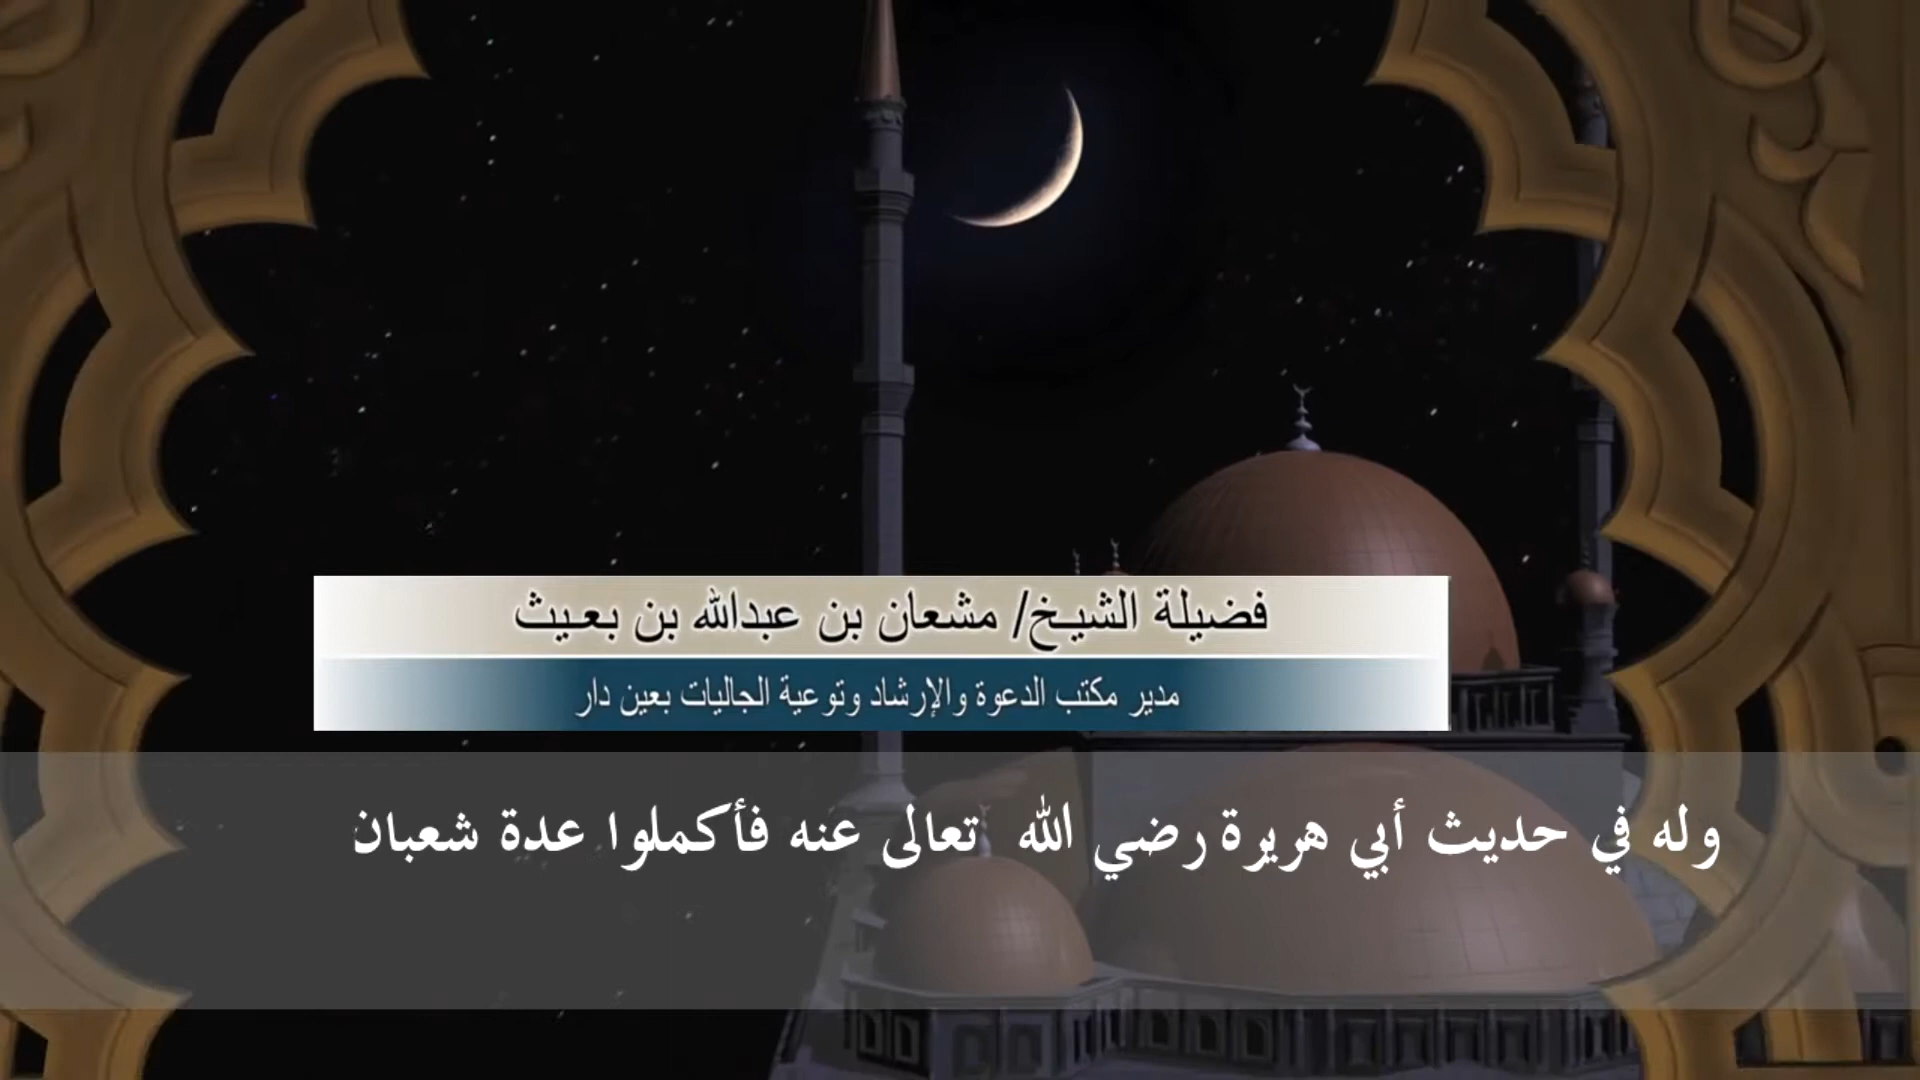 فضيلة الشيخ/ مشعان بن عبدالله بن بعيث
مدير مكتب الدعوة والإرشاد وتوعية الجاليات بعين دار
وله في حديث أبي هريرة رضي الله تعالى عنه فأكملوا عدة شعبان